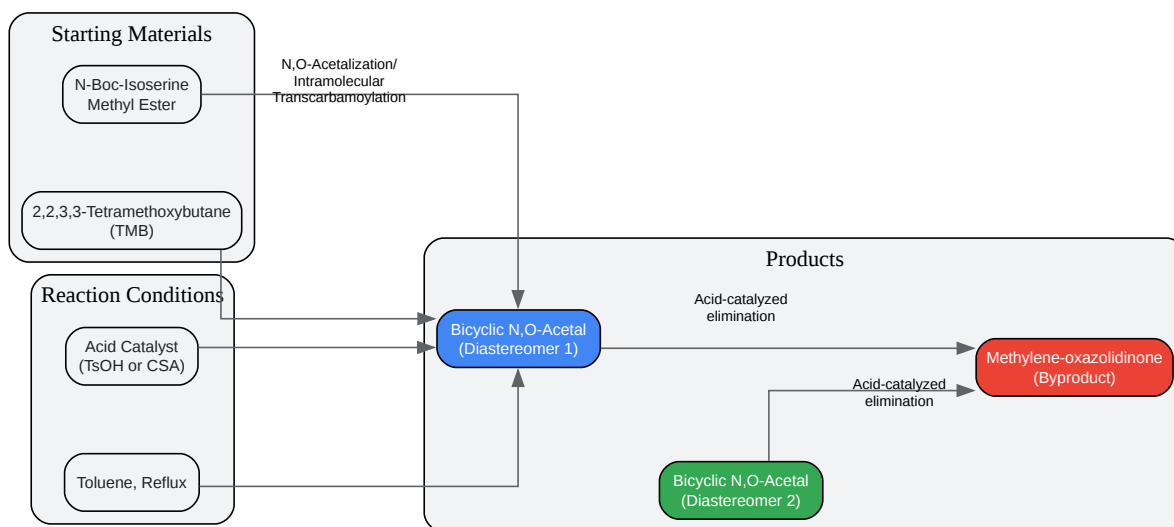 Starting Materials
N-Boc-Isoserine
Methyl Ester
N,O-Acetalization/
Intramolecular
Transcarbamoylation
2,2,3,3-Tetramethoxybutane
(TMB)
Reaction Conditions
Acid Catalyst
(TsOH or CSA)
Toluene, Reflux
Products
Bicyclic N,O-Acetal
(Diastereomer 1)
Acid-catalyzed
elimination
Methylene-oxazolidinone
(Byproduct)
Acid-catalyzed
elimination
Bicyclic N,O-Acetal
(Diastereomer 2)